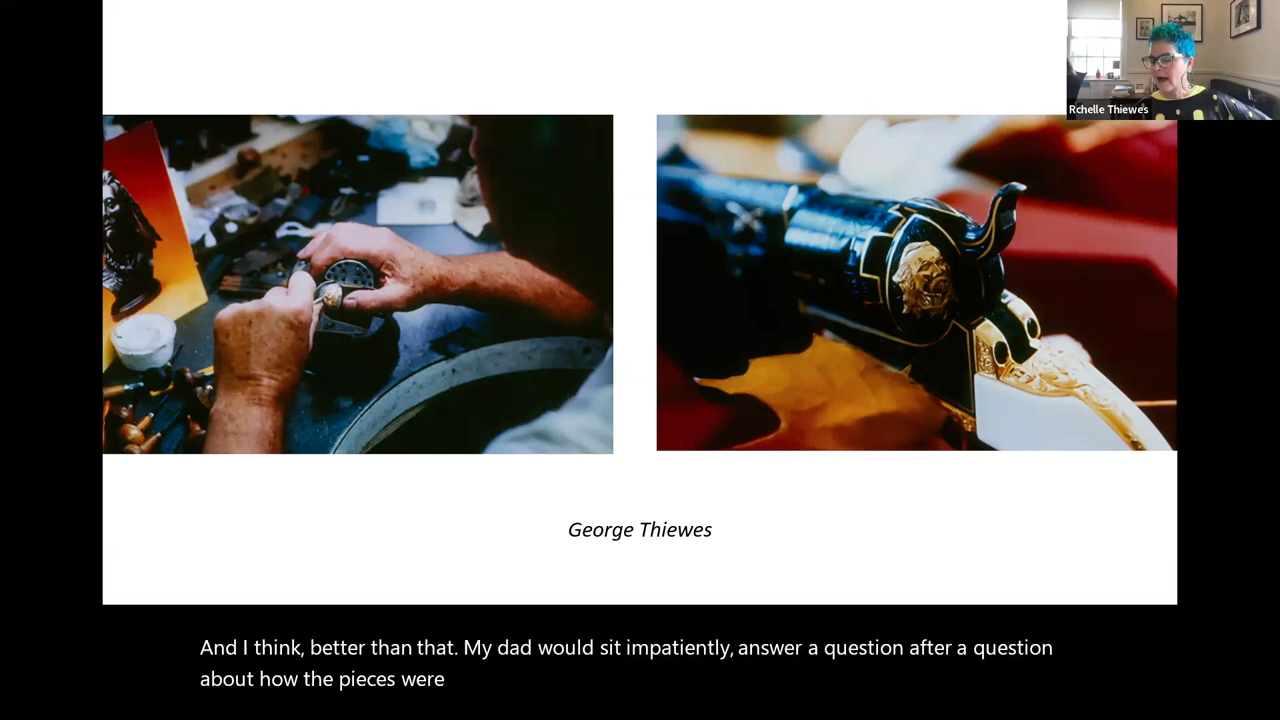 Rchelle Thiewes
George Thiewes
And I think, better than that. My dad would sit impatiently, answer a question after a question
about how the pieces were